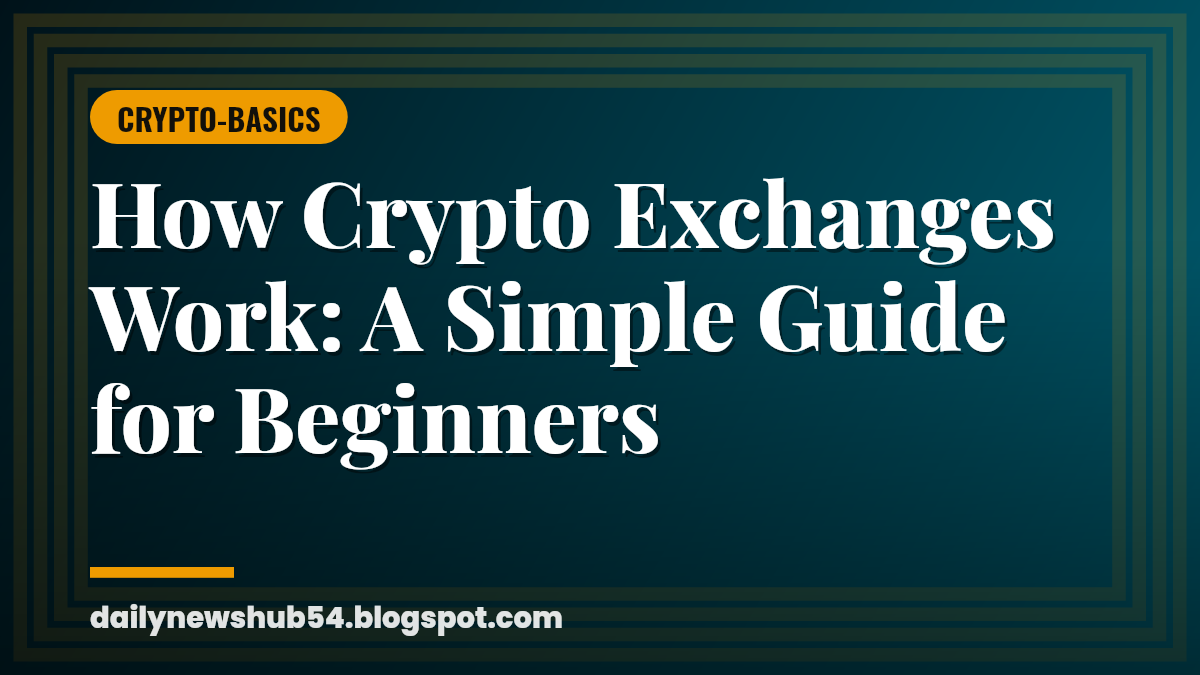 CRYPTO-BASICS
How Crypto Exchanges
Work: A Simple Guide
for Beginners
dailynewshub54.blogspot.com